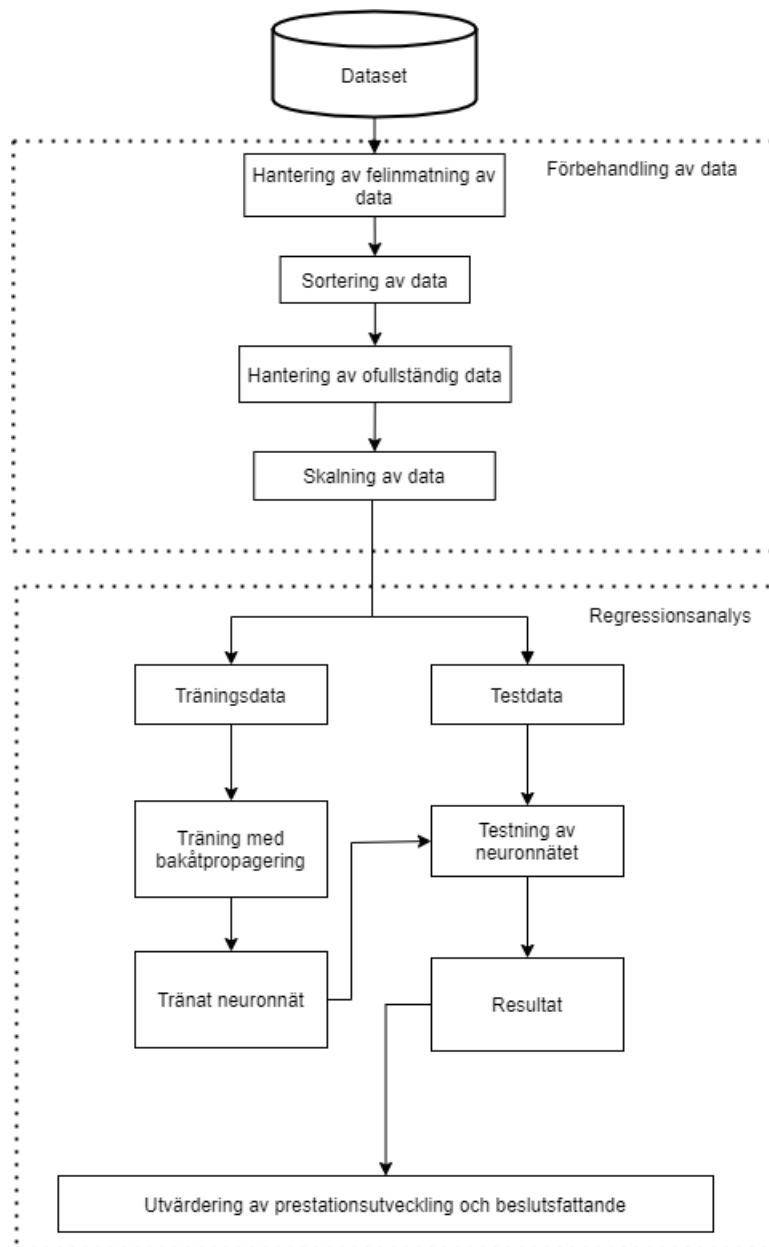 Dataset
Förbehandling av data
Hantering av felinmatning av
data
Sortering av data
Hantering av ofullständig data
Skalning av data
Regressionsanalys
Träningsdata
Testdata
Träning med
bakåtpropagering
Testning av
neuronnätet
Tränat neuronnät
Resultat
Utvärdering av prestationsutveckling och beslutsfattande